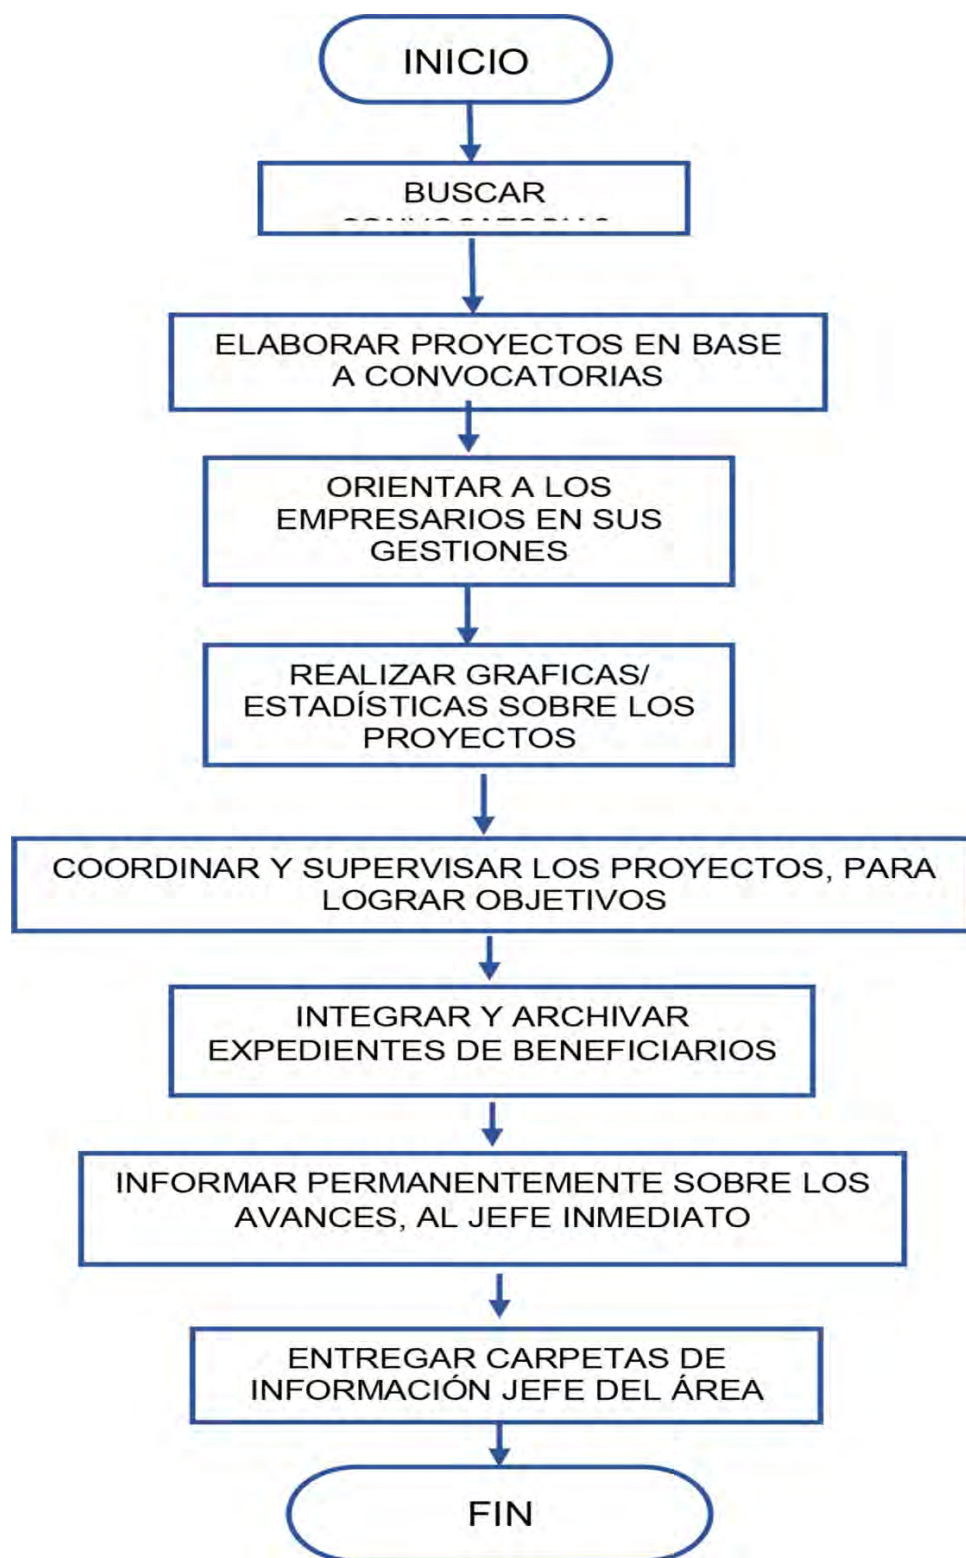 INICIO
BUSCAR
ELABORAR PROYECTOS EN BASE
A CONVOCATORIAS
ORIENTAR A LOS
EMPRESARIOS EN SUS
GESTIONES
REALIZAR GRAFICAS/
ESTADÍSTICAS SOBRE LOS
PROYECTOS
COORDINAR Y SUPERVISAR LOS PROYECTOS, PARA
LOGRAR OBJETIVOS
INTEGRAR Y ARCHIVAR
EXPEDIENTES DE BENEFICIARIOS
INFORMAR PERMANENTEMENTE SOBRE LOS
AVANCES, AL JEFE INMEDIATO
ENTREGAR CARPETAS DE
INFORMACIÓN JEFE DEL ÁREA
FIN